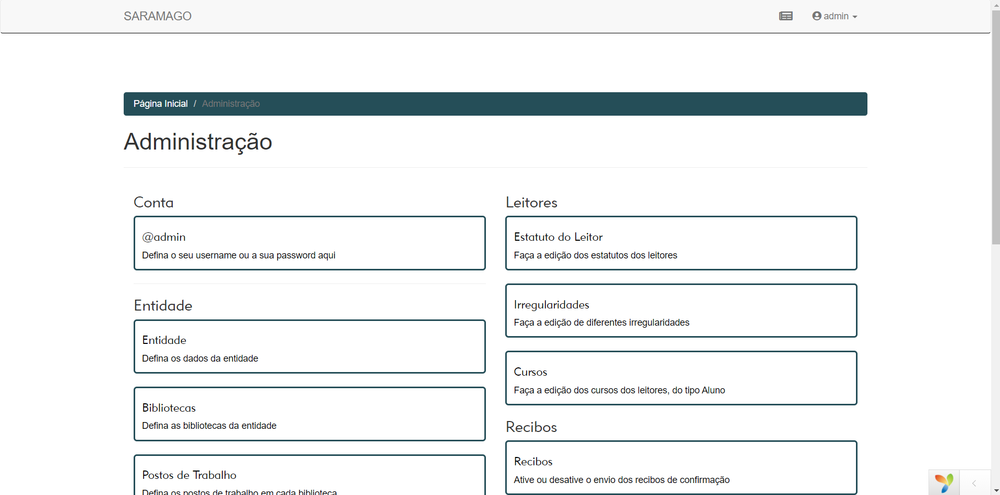 SARAMAGO
admin
Página Inicial / Administração
Administração
Conta
@admin
Defina o seu username ou a sua password aqui
Entidade
Entidade
Defina os dados da entidade
Bibliotecas
Defina as bibliotecas da entidade
Postos de Trabalho
Defina os postos de trabalho em cada biblioteca
Leitores
Estatuto do Leitor
Faça a edição dos estatutos dos leitores
Irregularidades
Faça a edição de diferentes irregularidades
Cursos
Faça a edição dos cursos dos leitores, do tipo Aluno
Recibos
Recibos
Ative ou desative o envio dos recibos de confirmação